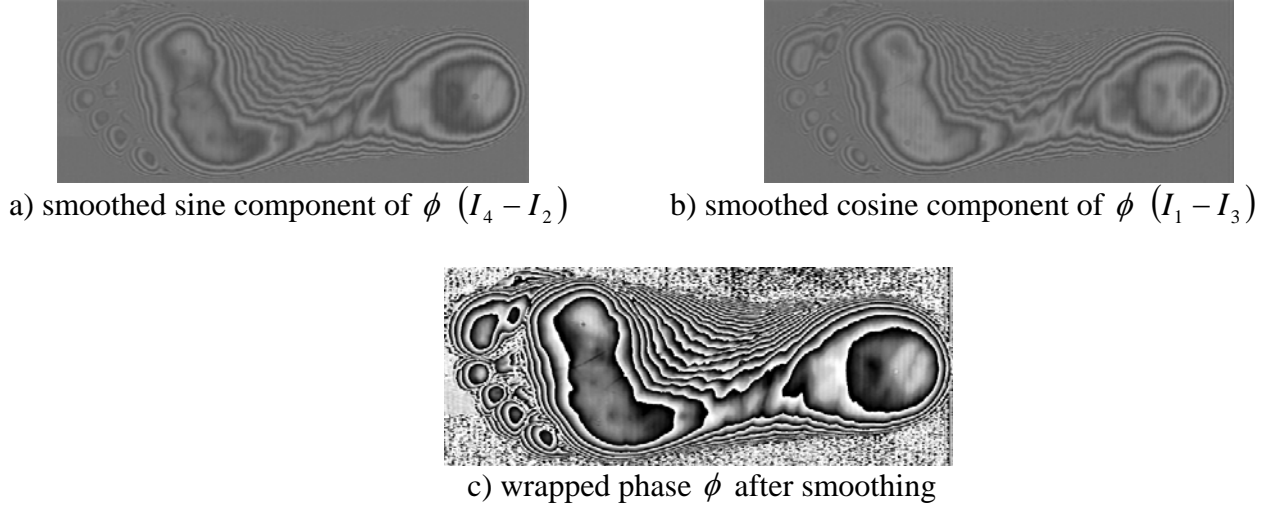 a) smoothed sine component of ϕ (I₄ − I₂)
b) smoothed cosine component of ϕ (I₁ − I₃)
c) wrapped phase ϕ after smoothing